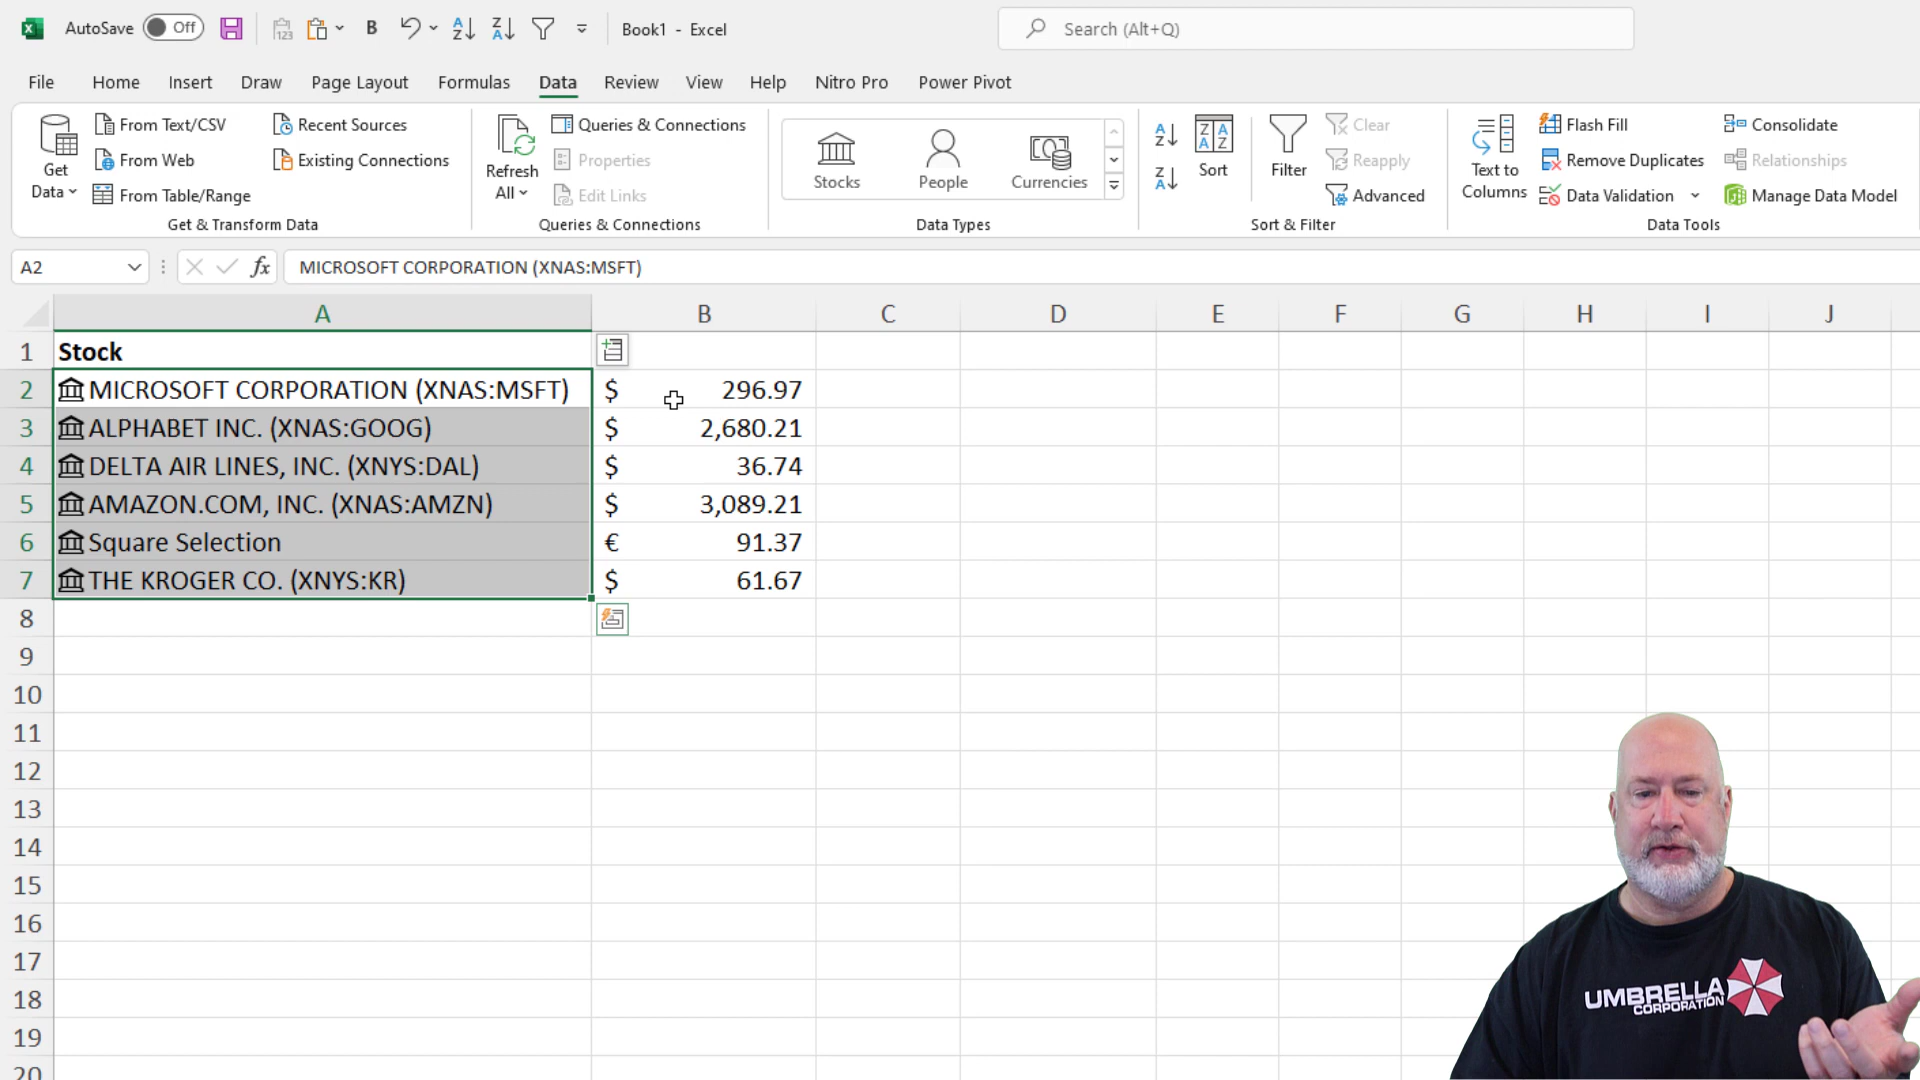 AutoSave Off Book1 - Excel Search (Alt+Q)
File Home Insert Draw Page Layout Formulas Data Review View Help Nitro Pro Power Pivot
Get Data
From Text/CSV
From Web
From Table/Range
Recent Sources
Existing Connections
Get & Transform Data
Refresh All
Queries & Connections
Properties
Edit Links
Queries & Connections
Stocks People Currencies
Data Types
Sort
Filter
Clear
Reapply
Advanced
Sort & Filter
Text to Columns
Flash Fill
Remove Duplicates
Data Validation
Consolidate
Relationships
Manage Data Model
Data Tools
A2 fx MICROSOFT CORPORATION (XNAS:MSFT)
A B C D E F G H I J
1 Stock
2 MICROSOFT CORPORATION (XNAS:MSFT) $ 296.97
3 ALPHABET INC. (XNAS:GOOG) $ 2,680.21
4 DELTA AIR LINES, INC. (XNYS:DAL) $ 36.74
5 AMAZON.COM, INC. (XNAS:AMZN) $ 3,089.21
6 Square Selection € 91.37
7 THE KROGER CO. (XNYS:KR) $ 61.67
8
9
10
11
12
13
14
15
16
17
18
19
20
UMBRELLA
CORPORATION